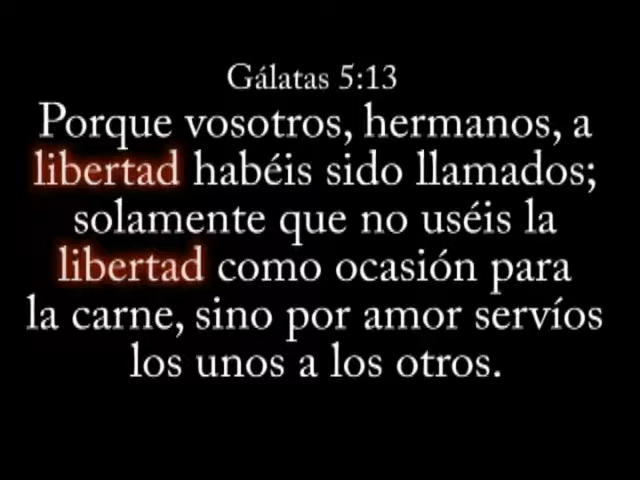 Gálatas 5:13
Porque vosotros, hermanos, a
libertad habéis sido llamados;
solamente que no uséis la
libertad como ocasión para
la carne, sino por amor servíos
los unos a los otros.